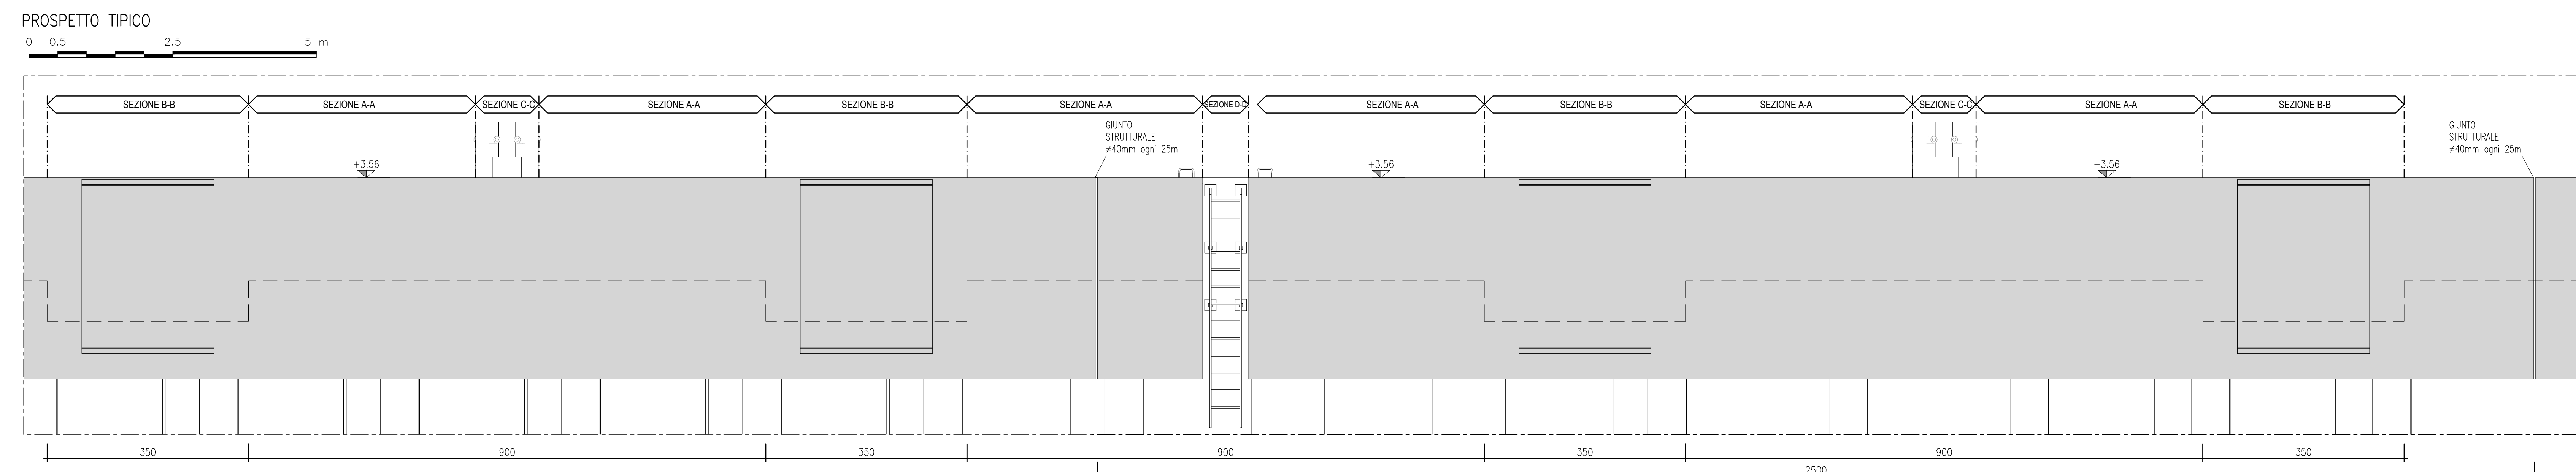 PROSPETTO TIPICO
0 0.5 2.5 5 m
SEZIONE B-B SEZIONE A-A SEZIONE C-C SEZIONE A-A SEZIONE B-B SEZIONE A-A SEZIONE D-D SEZIONE A-A SEZIONE B-B SEZIONE A-A SEZIONE C-C SEZIONE A-A SEZIONE B-B
GIUNTO
STRUTTURALE
≠40mm ogni 25m
GIUNTO
STRUTTURALE
≠40mm ogni 25m
+3.56 +3.56 +3.56
350 900 350 900 350 900 350
2500